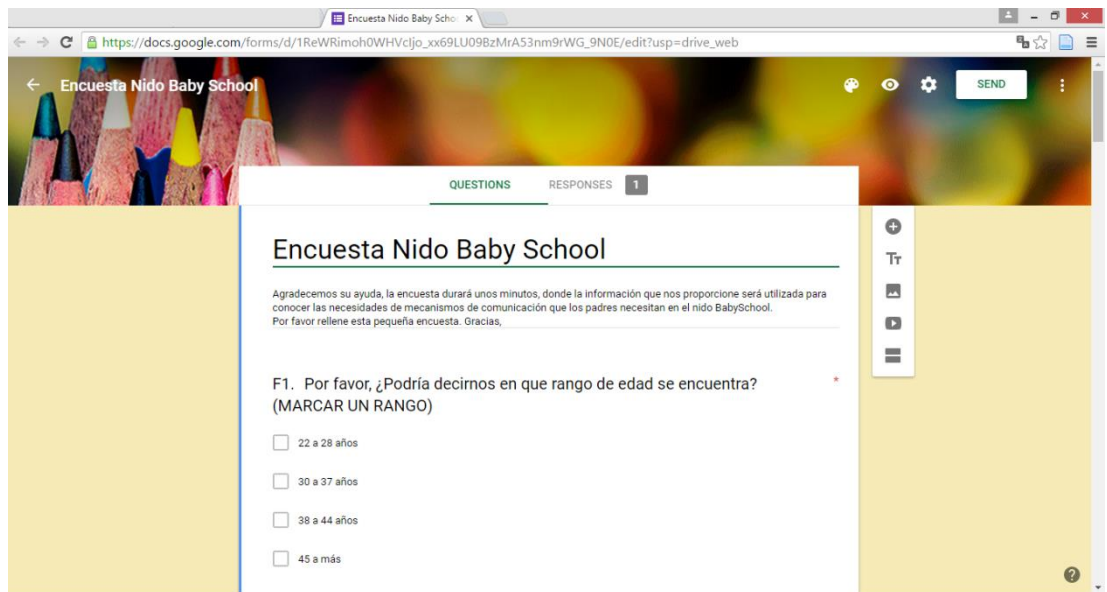 Encuesta Nido Baby Scho
https://docs.google.com/forms/d/1ReWRimoh0WHVcIjo_xx69LU09BzMrA53nm9rWG_9N0E/edit?usp=drive_web
Encuesta Nido Baby School
SEND
QUESTIONS RESPONSES 1
Encuesta Nido Baby School
Agradecemos su ayuda, la encuesta durará unos minutos, donde la información que nos proporcione será utilizada para
conocer las necesidades de mecanismos de comunicación que los padres necesitan en el nido BabySchool.
Por favor rellene esta pequeña encuesta. Gracias,
F1. Por favor, ¿Podría decirnos en que rango de edad se encuentra? *
(MARCAR UN RANGO)
22 a 28 años
30 a 37 años
38 a 44 años
45 a más